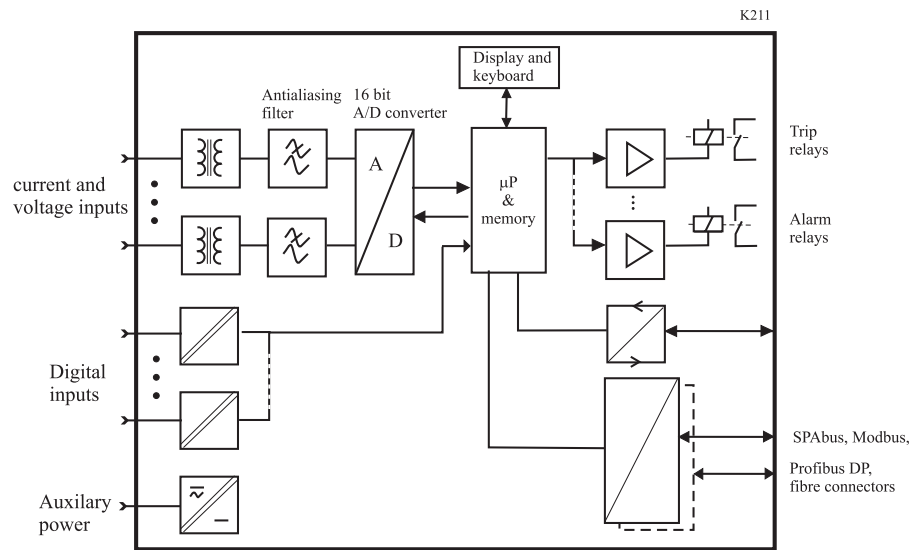 K211
Display and
keyboard
Antialiasing
filter
16 bit
A/D converter
A
D
µP
&
memory
Trip
relays
Alarm
relays
current and
voltage inputs
Digital
inputs
Auxilary
power
SPAbus, Modbus,
Profibus DP,
fibre connectors